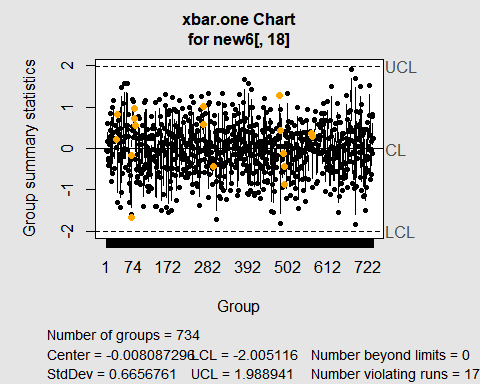 xbar.one Chart
for new6[, 18]
Group summary statistics
2
1
0
-1
-2
UCL
CL
LCL
1 74 172 282 392 502 612 722
Group
Number of groups = 734
Center = -0.008087296 LCL = -2.005116 Number beyond limits = 0
StdDev = 0.6656761 UCL = 1.988941 Number violating runs = 17